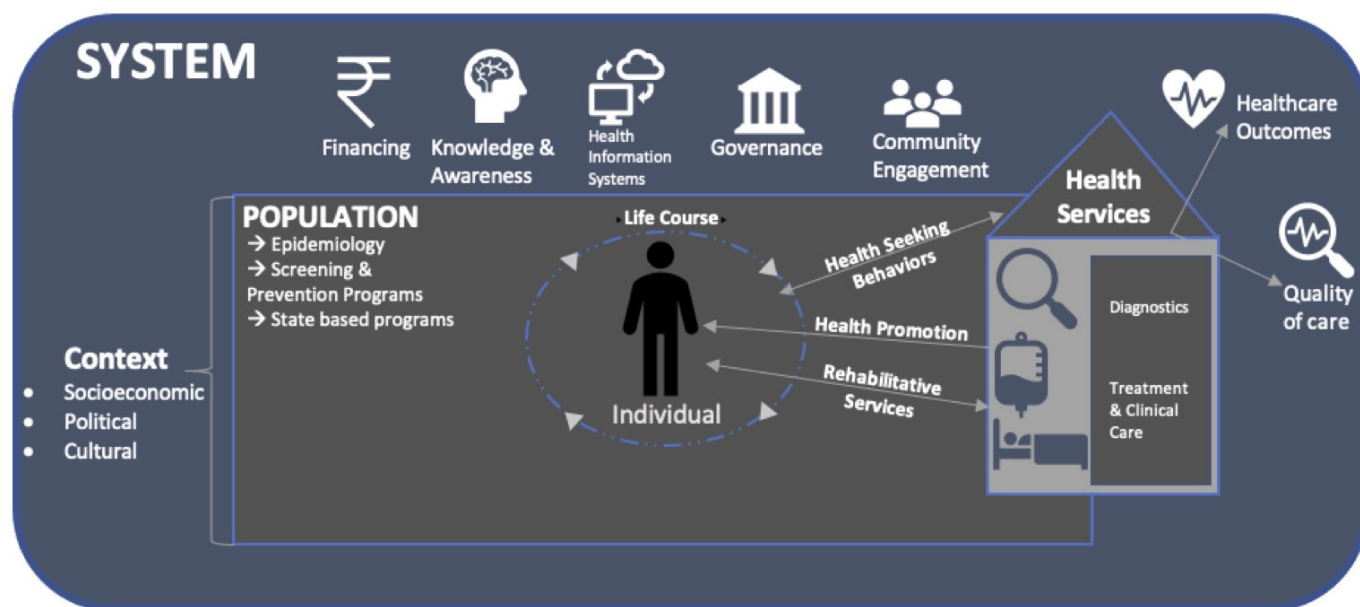 SYSTEM
Financing
Knowledge &
Awareness
Health
Information
Systems
Governance
Community
Engagement
Healthcare
Outcomes
Health
Services
POPULATION
→ Epidemiology
→ Screening &
Prevention Programs
→ State based programs
Life Course
Individual
Health Seeking
Behaviors
Health Promotion
Rehabilitative
Services
Diagnostics
Treatment
& Clinical
Care
Quality
of care
Context
• Socioeconomic
• Political
• Cultural